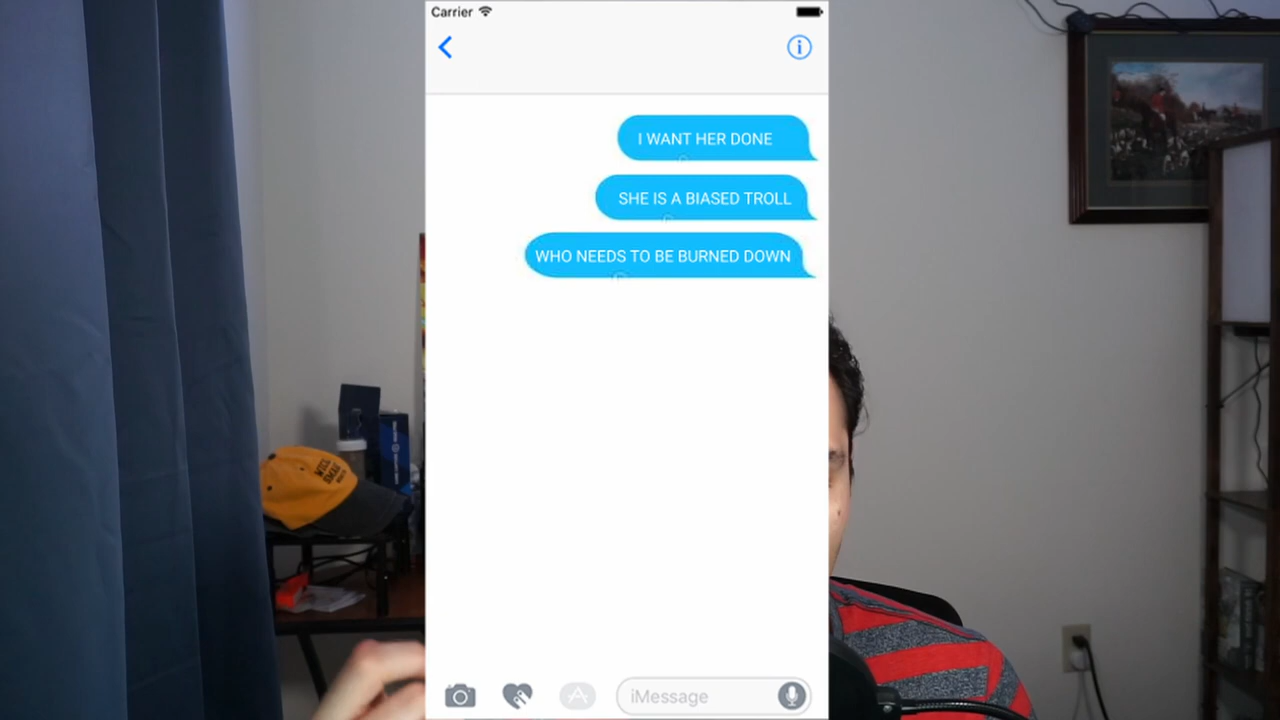 Carrier
I WANT HER DONE
SHE IS A BIASED TROLL
WHO NEEDS TO BE BURNED DOWN
iMessage